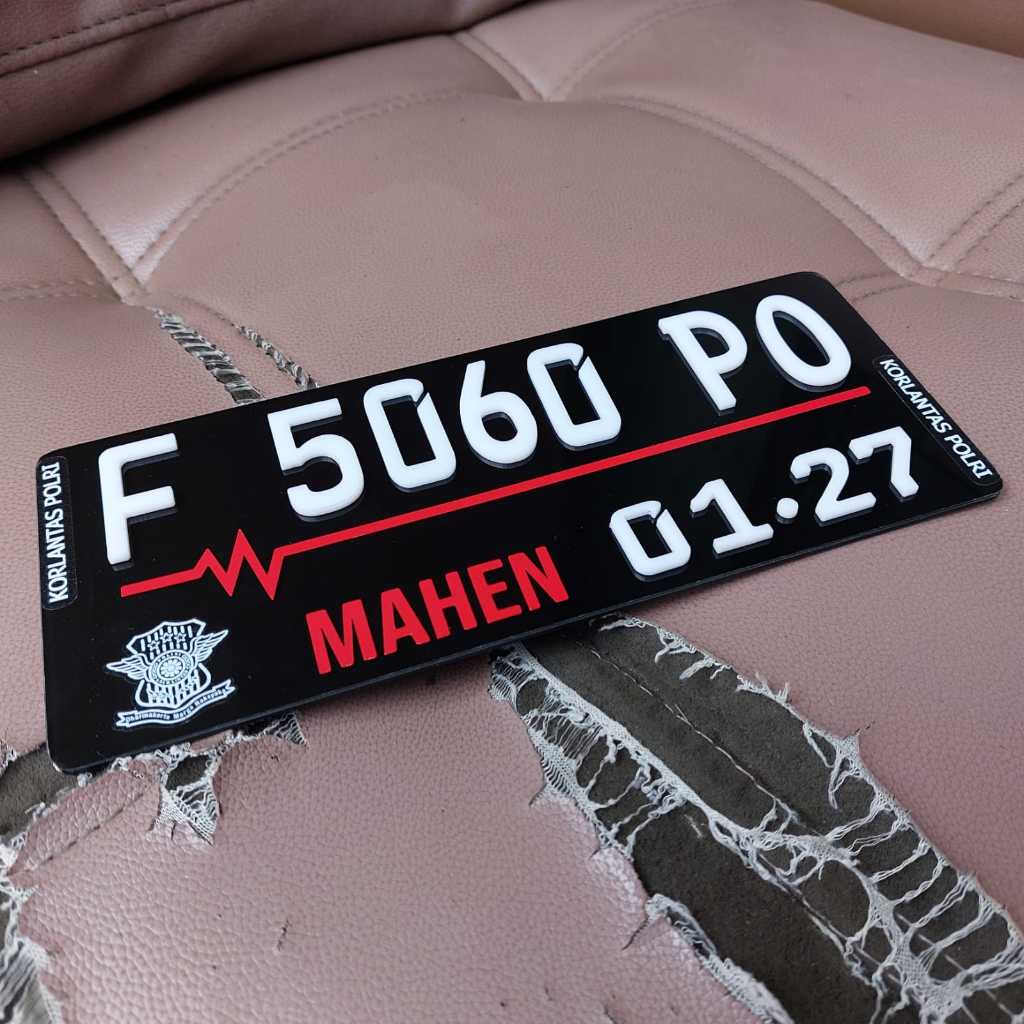 F 5060 PO
KORLANTAS POLRI
KORLANTAS POLRI
MAHEN
01.27